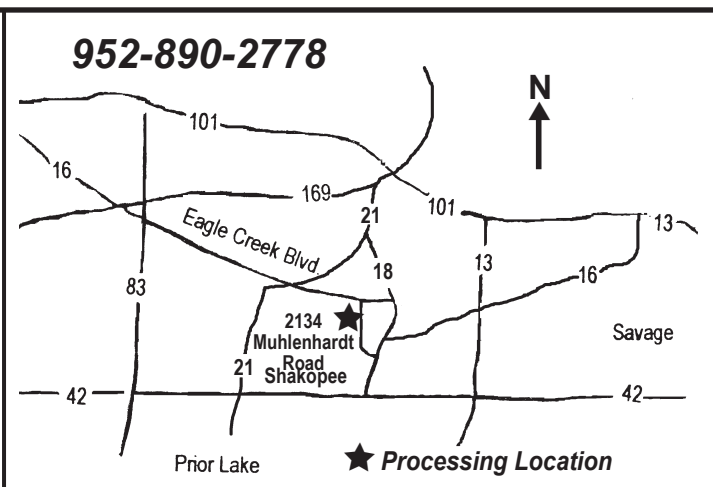 952-890-2778
N
101
16
169
101
21
13
Eagle Creek Blvd.
18
13
16
83
2134
Muhlenhardt
Road
Shakopee
Savage
21
42
42
Prior Lake
★ Processing Location